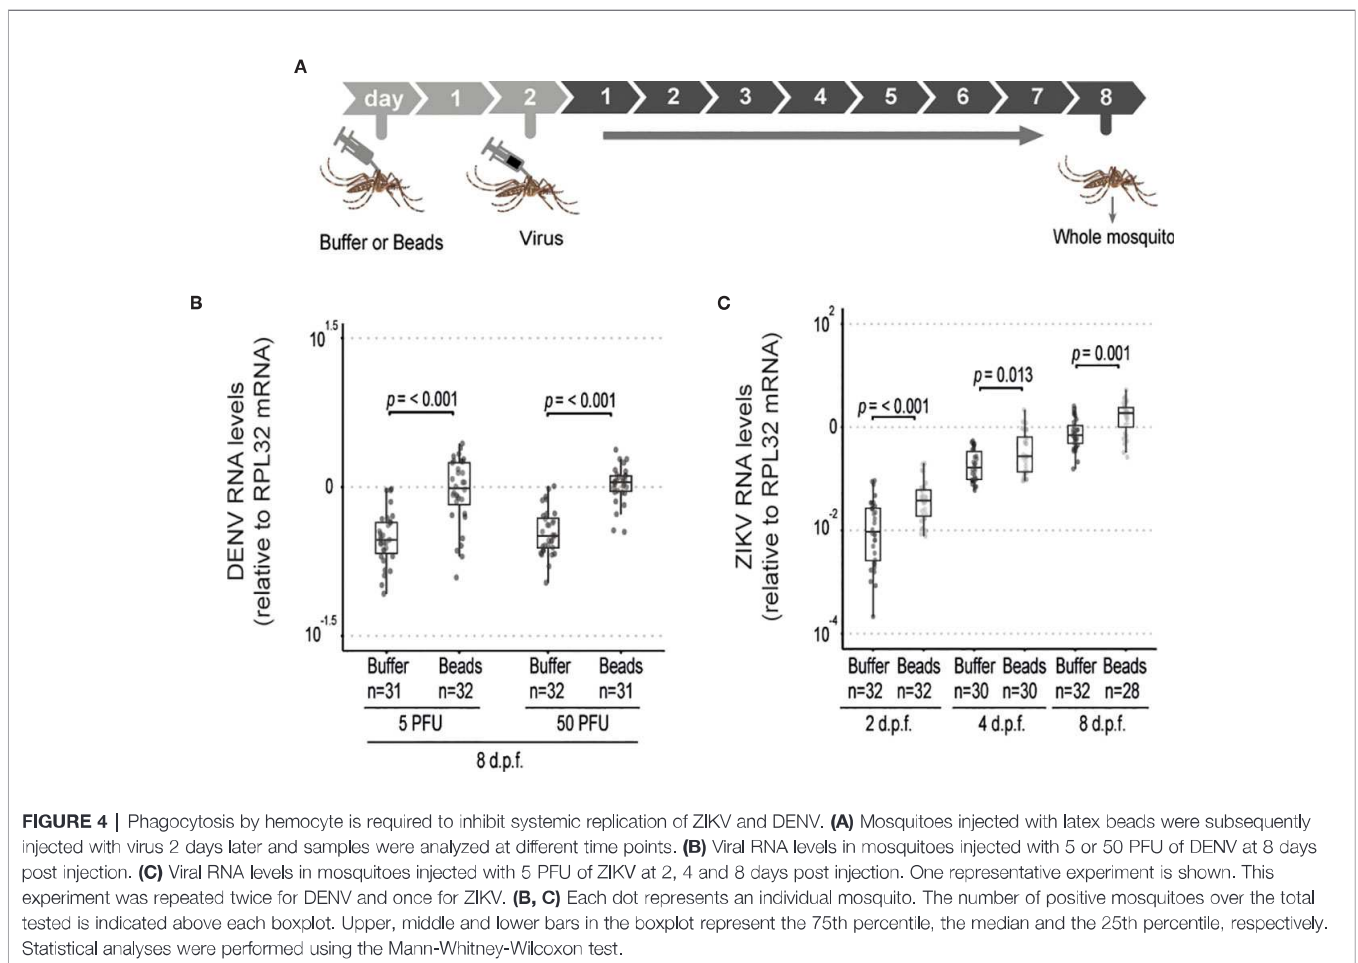 A
day 1 2 1 2 3 4 5 6 7 8
Buffer or Beads
Virus
Whole mosquito
B
DENV RNA levels
(relative to RPL32 mRNA)
10^1.5
0
10^-1.5
p = < 0.001
p = < 0.001
Buffer Beads Buffer Beads
n=31 n=32 n=32 n=31
5 PFU 50 PFU
8 d.p.f.
C
ZIKV RNA levels
(relative to RPL32 mRNA)
10^2
0
10^-2
10^-4
p = < 0.001
p = 0.013
p = 0.001
Buffer Beads Buffer Beads Buffer Beads
n=32 n=32 n=30 n=30 n=32 n=28
2 d.p.f. 4 d.p.f. 8 d.p.f.
FIGURE 4 | Phagocytosis by hemocyte is required to inhibit systemic replication of ZIKV and DENV. (A) Mosquitoes injected with latex beads were subsequently
injected with virus 2 days later and samples were analyzed at different time points. (B) Viral RNA levels in mosquitoes injected with 5 or 50 PFU of DENV at 8 days
post injection. (C) Viral RNA levels in mosquitoes injected with 5 PFU of ZIKV at 2, 4 and 8 days post injection. One representative experiment is shown. This
experiment was repeated twice for DENV and once for ZIKV. (B, C) Each dot represents an individual mosquito. The number of positive mosquitoes over the total
tested is indicated above each boxplot. Upper, middle and lower bars in the boxplot represent the 75th percentile, the median and the 25th percentile, respectively.
Statistical analyses were performed using the Mann-Whitney-Wilcoxon test.